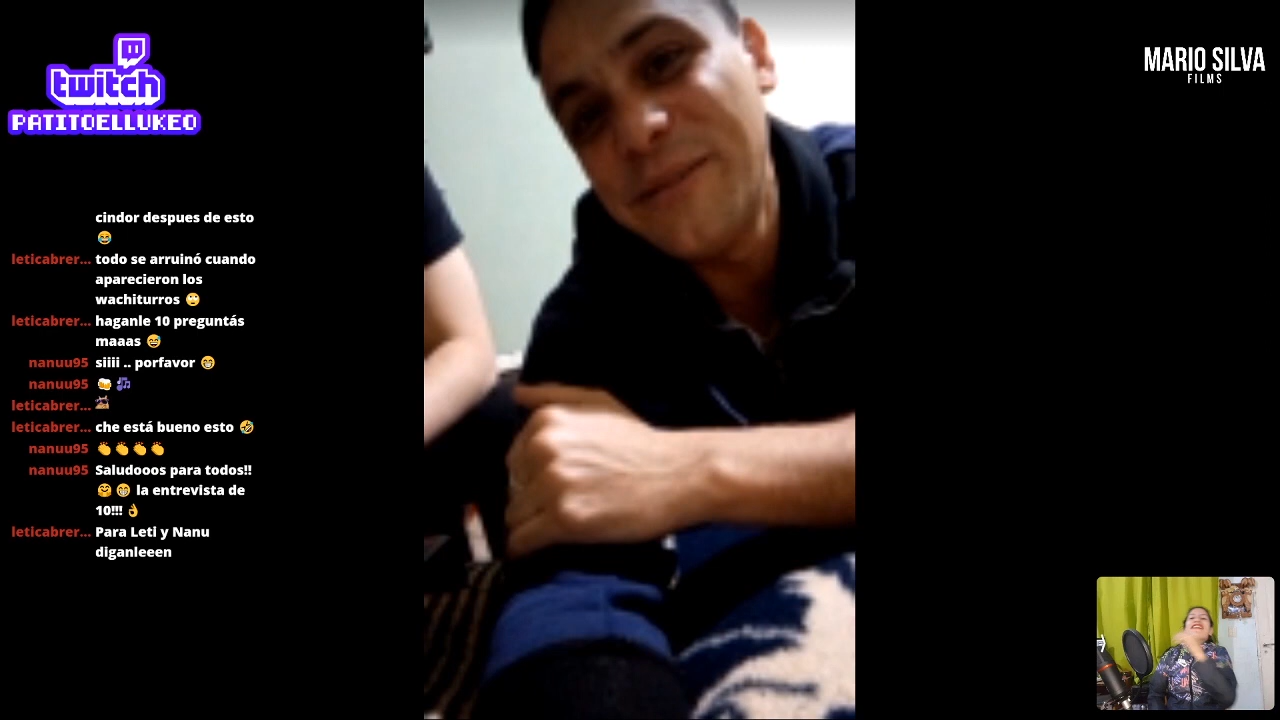 twitch
PATITOELLUKEO
MARIO SILVA
FILMS
cindor despues de esto
😂
leticabrer... todo se arruinó cuando
aparecieron los
wachiturros 🙄
leticabrer... haganle 10 preguntás
maaas 😅
nanuu95 siiii .. porfavor 😁
nanuu95 🍻🎶
leticabrer...
leticabrer... che está bueno esto 🤣
nanuu95 👏👏👏👏
nanuu95 Saludooos para todos!!
🤗😁 la entrevista de
10!!! 👌
leticabrer... Para Leti y Nanu
diganleeen